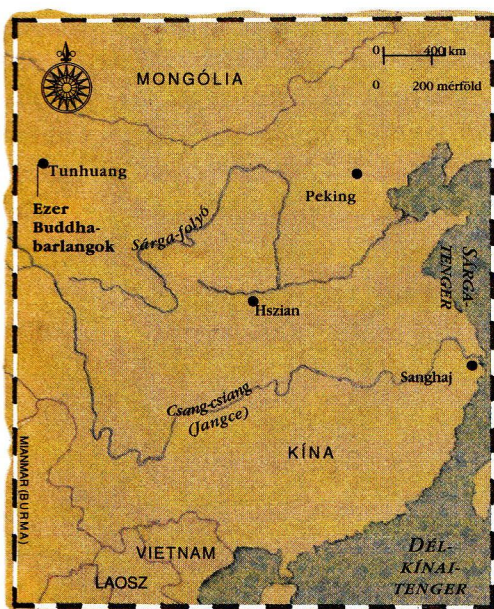 MONGÓLIA
0 400 km
0 200 mérföld
Tunhuang
Ezer
Buddha-
barlangok
Peking
Sárga-folyó
SÁRGA-
TENGER
Hszian
Sanghaj
Csang-csiang
(Jangce)
KÍNA
MIANMAR (BURMA)
VIETNAM
LAOSZ
DÉL-
KÍNAI-
TENGER